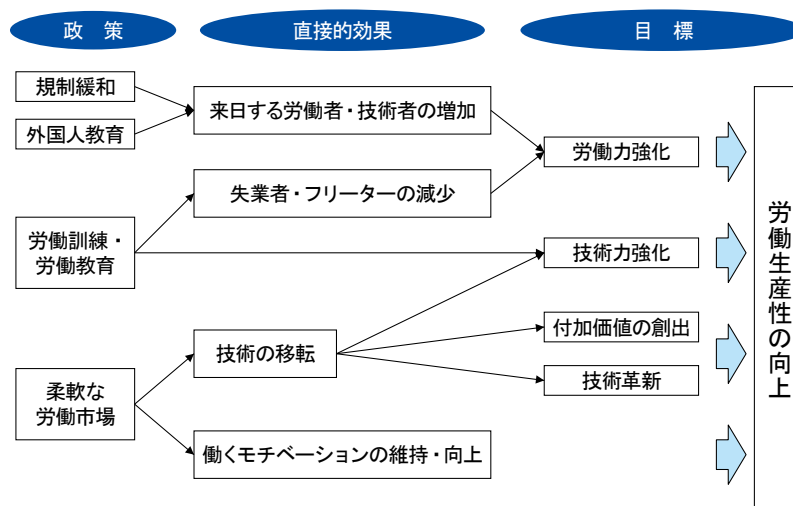 政 策
直接的効果
目 標
規制緩和
外国人教育
労働訓練・
労働教育
柔軟な
労働市場
来日する労働者・技術者の増加
失業者・フリーターの減少
技術の移転
働くモチベーションの維持・向上
労働力強化
技術力強化
付加価値の創出
技術革新
労働生産性の向上